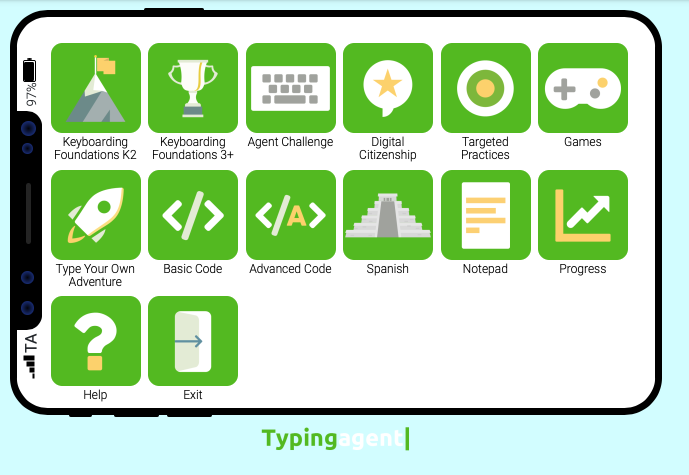 97%
Keyboarding
Foundations K2
Keyboarding
Foundations 3+
Agent Challenge
Digital
Citizenship
Targeted
Practices
Games
Type Your Own
Adventure
</>
Basic Code
</A>
Advanced Code
Spanish
Notepad
Progress
TA
?
Help
Exit
Typingagent|